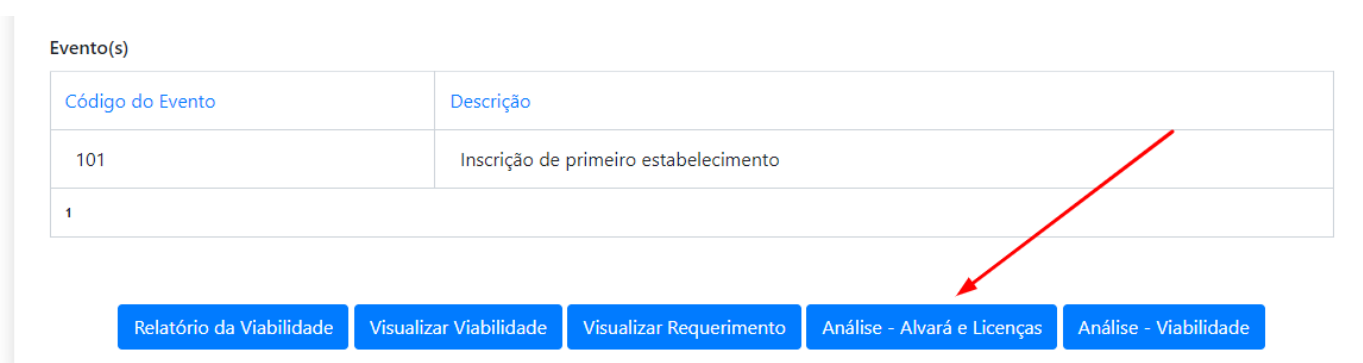 Evento(s)
Código do Evento Descrição
101 Inscrição de primeiro estabelecimento
1
Relatório da Viabilidade Visualizar Viabilidade Visualizar Requerimento Análise - Alvará e Licenças Análise - Viabilidade